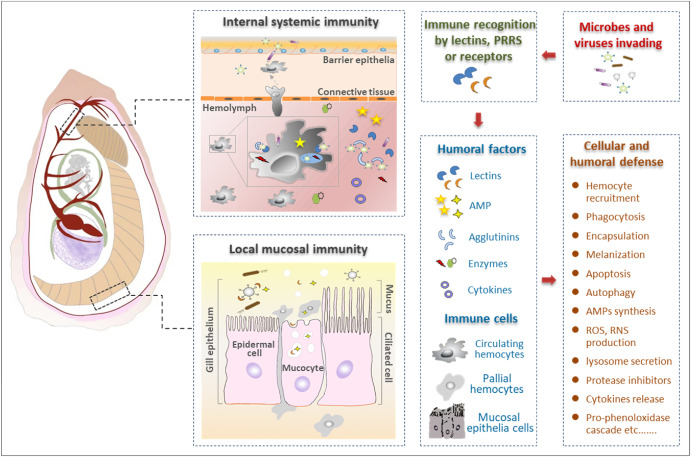 Internal systemic immunity
Barrier epithelia
Connective tissue
Hemolymph
Local mucosal immunity
Gill epithelium
Epidermal
cell
Mucocyte
Mucus
Ciliated cell
Immune recognition
by lectins, PRRS
or receptors
Microbes and
viruses invading
Humoral factors
Lectins
AMP
Agglutinins
Enzymes
Cytokines
Immune cells
Circulating
hemocytes
Pallial
hemocytes
Mucosal
epithelia cells
Cellular and
humoral defense
Hemocyte
recruitment
Phagocytosis
Encapsulation
Melanization
Apoptosis
Autophagy
AMPs synthesis
ROS, RNS
production
lysosome secretion
Protease inhibitors
Cytokines release
Pro-phenoloxidase
cascade etc.......